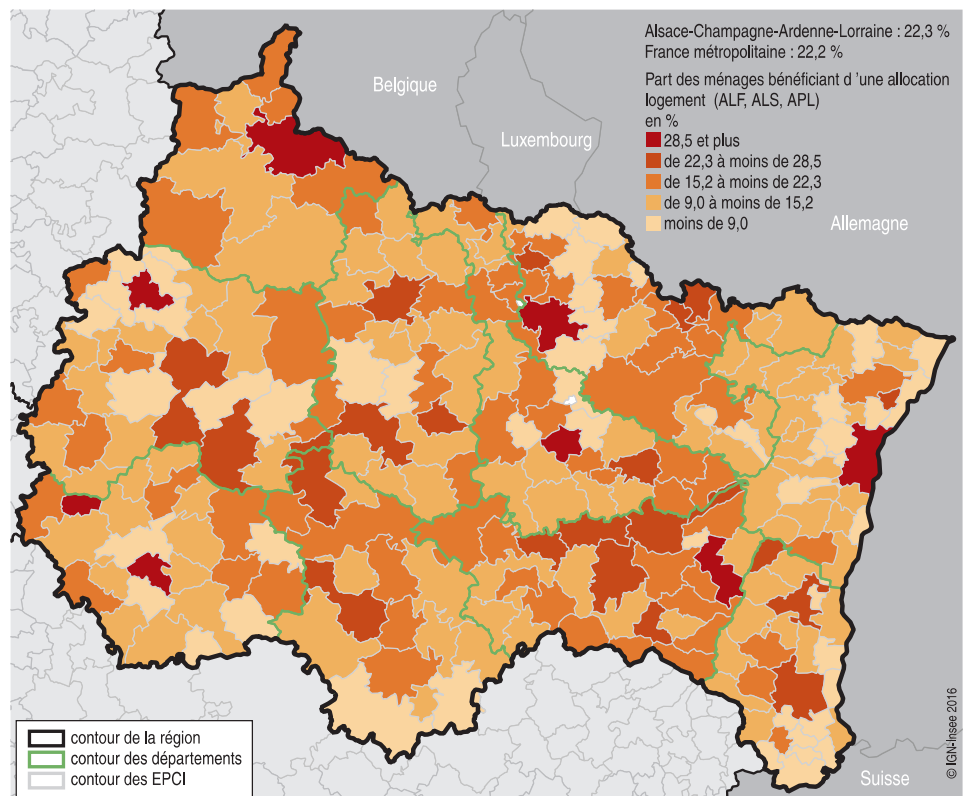 Alsace-Champagne-Ardenne-Lorraine : 22,3 %
France métropolitaine : 22,2 %
Part des ménages bénéficiant d 'une allocation
logement (ALF, ALS, APL)
en %
28,5 et plus
de 22,3 à moins de 28,5
de 15,2 à moins de 22,3
de 9,0 à moins de 15,2
moins de 9,0
Belgique
Luxembourg
Allemagne
Suisse
contour de la région
contour des départements
contour des EPCI
© IGN-Insee 2016